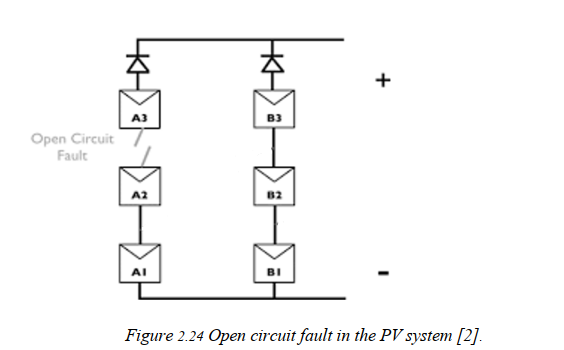 +
A3
B3
Open Circuit
Fault
A2
B2
A1
B1
-
Figure 2.24 Open circuit fault in the PV system [2].